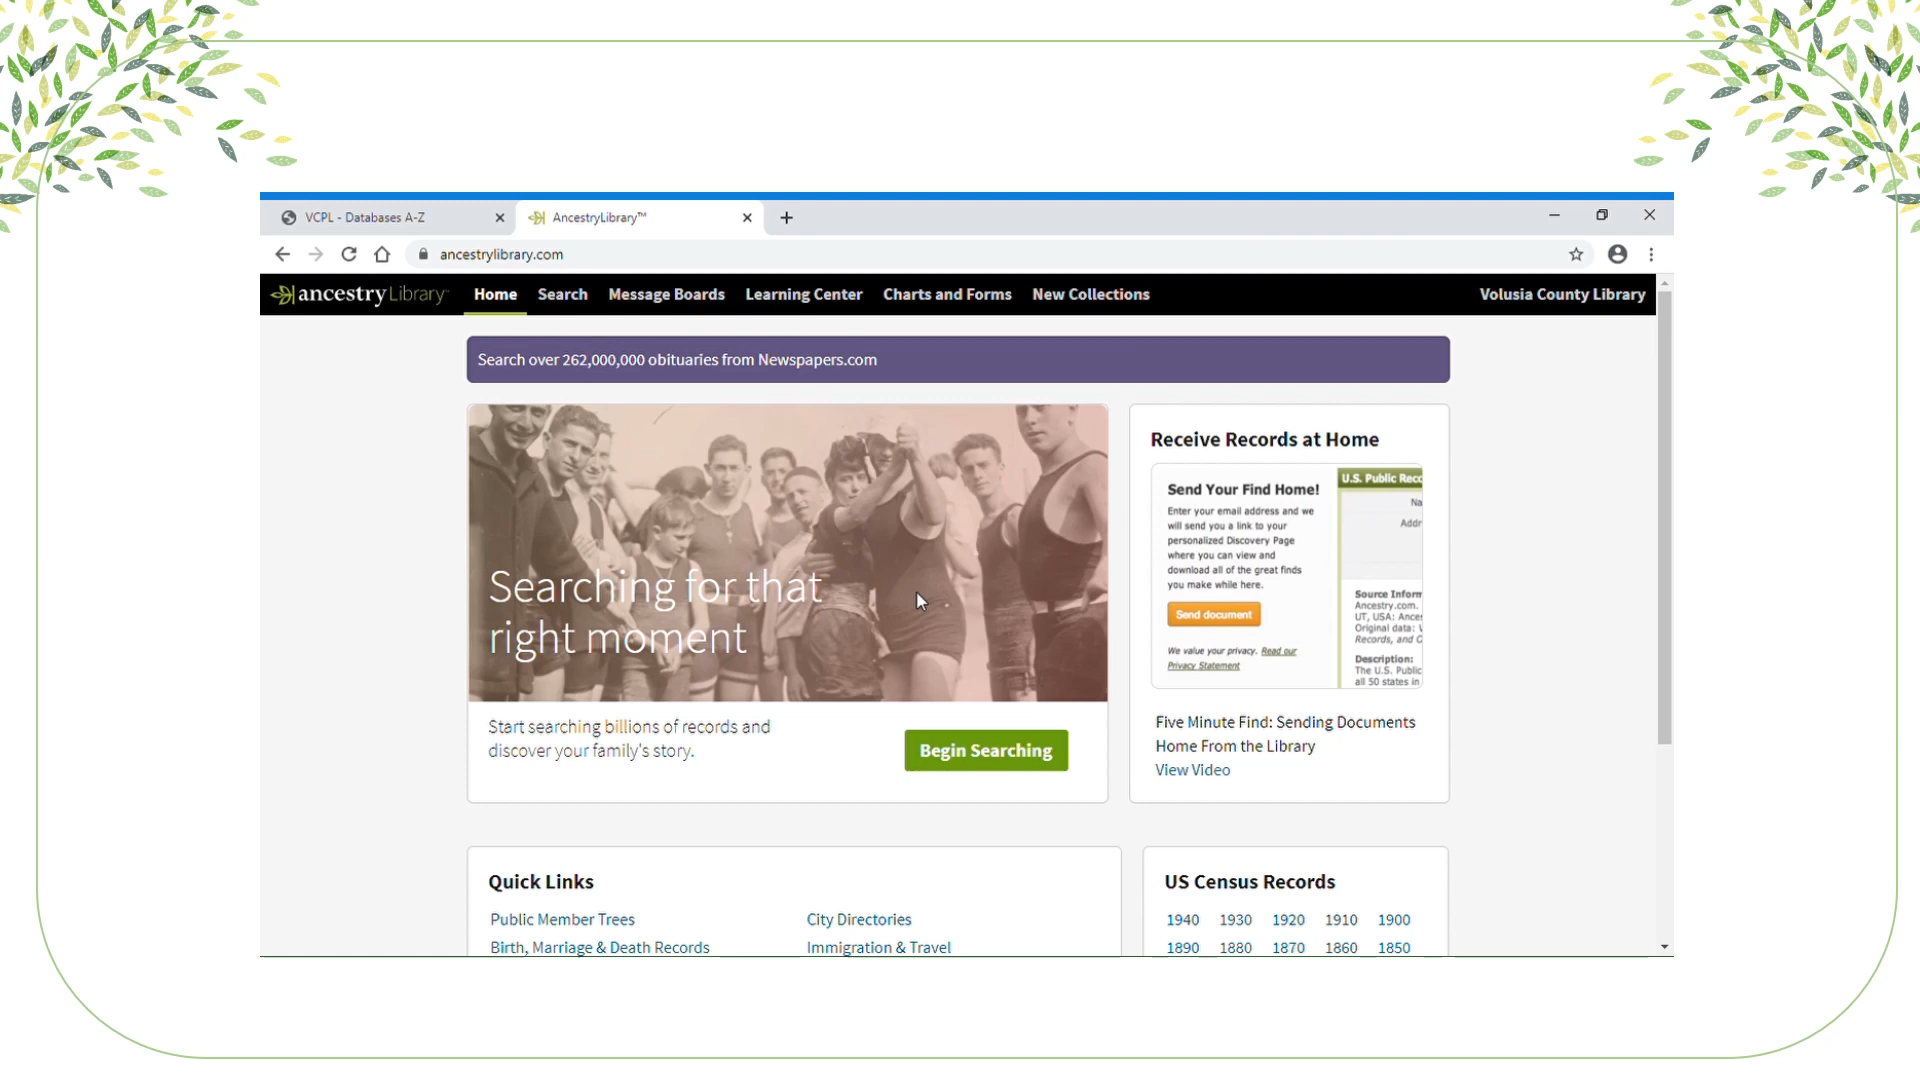 VCPL - Databases A-Z
AncestryLibrary™
ancestrylibrary.com
ancestryLibrary™
Home
Search
Message Boards
Learning Center
Charts and Forms
New Collections
Volusia County Library
Search over 262,000,000 obituaries from Newspapers.com
Searching for that
right moment
Start searching billions of records and
discover your family's story.
Begin Searching
Receive Records at Home
Send Your Find Home!
Enter your email address and we
will send you a link to your
personalized Discovery Page
where you can view and
download all of the great finds
you make while here.
Send document
We value your privacy. Read our
Privacy Statement
U.S. Public Reco
Na
Addr
Source Inform
Ancestry.com.
UT, USA: Ances
Original data:
Records, and C
Description:
The U.S. Public
all 50 states in
Five Minute Find: Sending Documents
Home From the Library
View Video
Quick Links
Public Member Trees
City Directories
Birth, Marriage & Death Records
Immigration & Travel
US Census Records
1940 1930 1920 1910 1900
1890 1880 1870 1860 1850